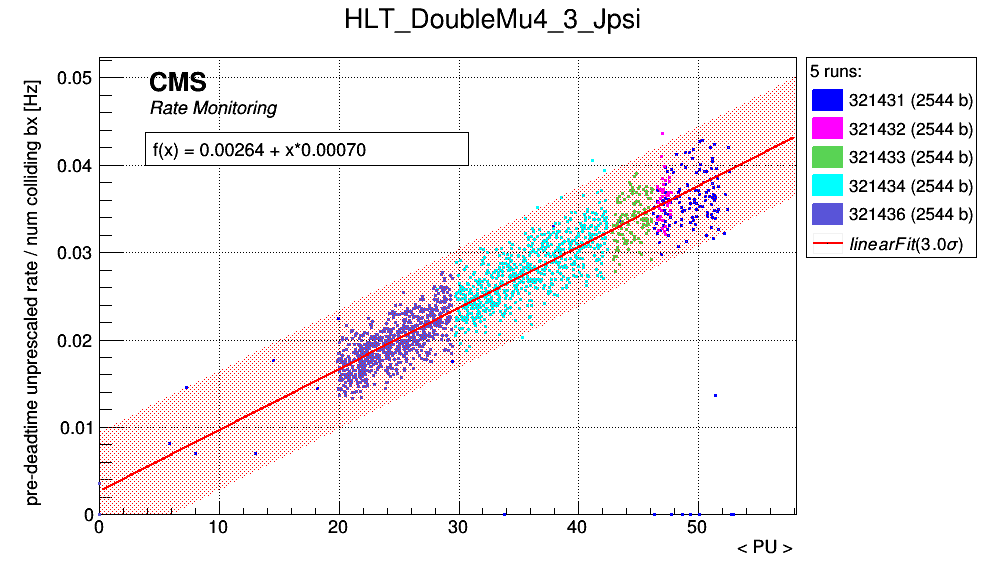 HLT_DoubleMu4_3_Jpsi
pre-deadtime unprescaled rate / num colliding bx [Hz]
0.05
0.04
0.03
0.02
0.01
0
CMS
Rate Monitoring
f(x) = 0.00264 + x*0.00070
0 10 20 30 40 50
< PU >
5 runs:
321431 (2544 b)
321432 (2544 b)
321433 (2544 b)
321434 (2544 b)
321436 (2544 b)
linearFit(3.0σ)